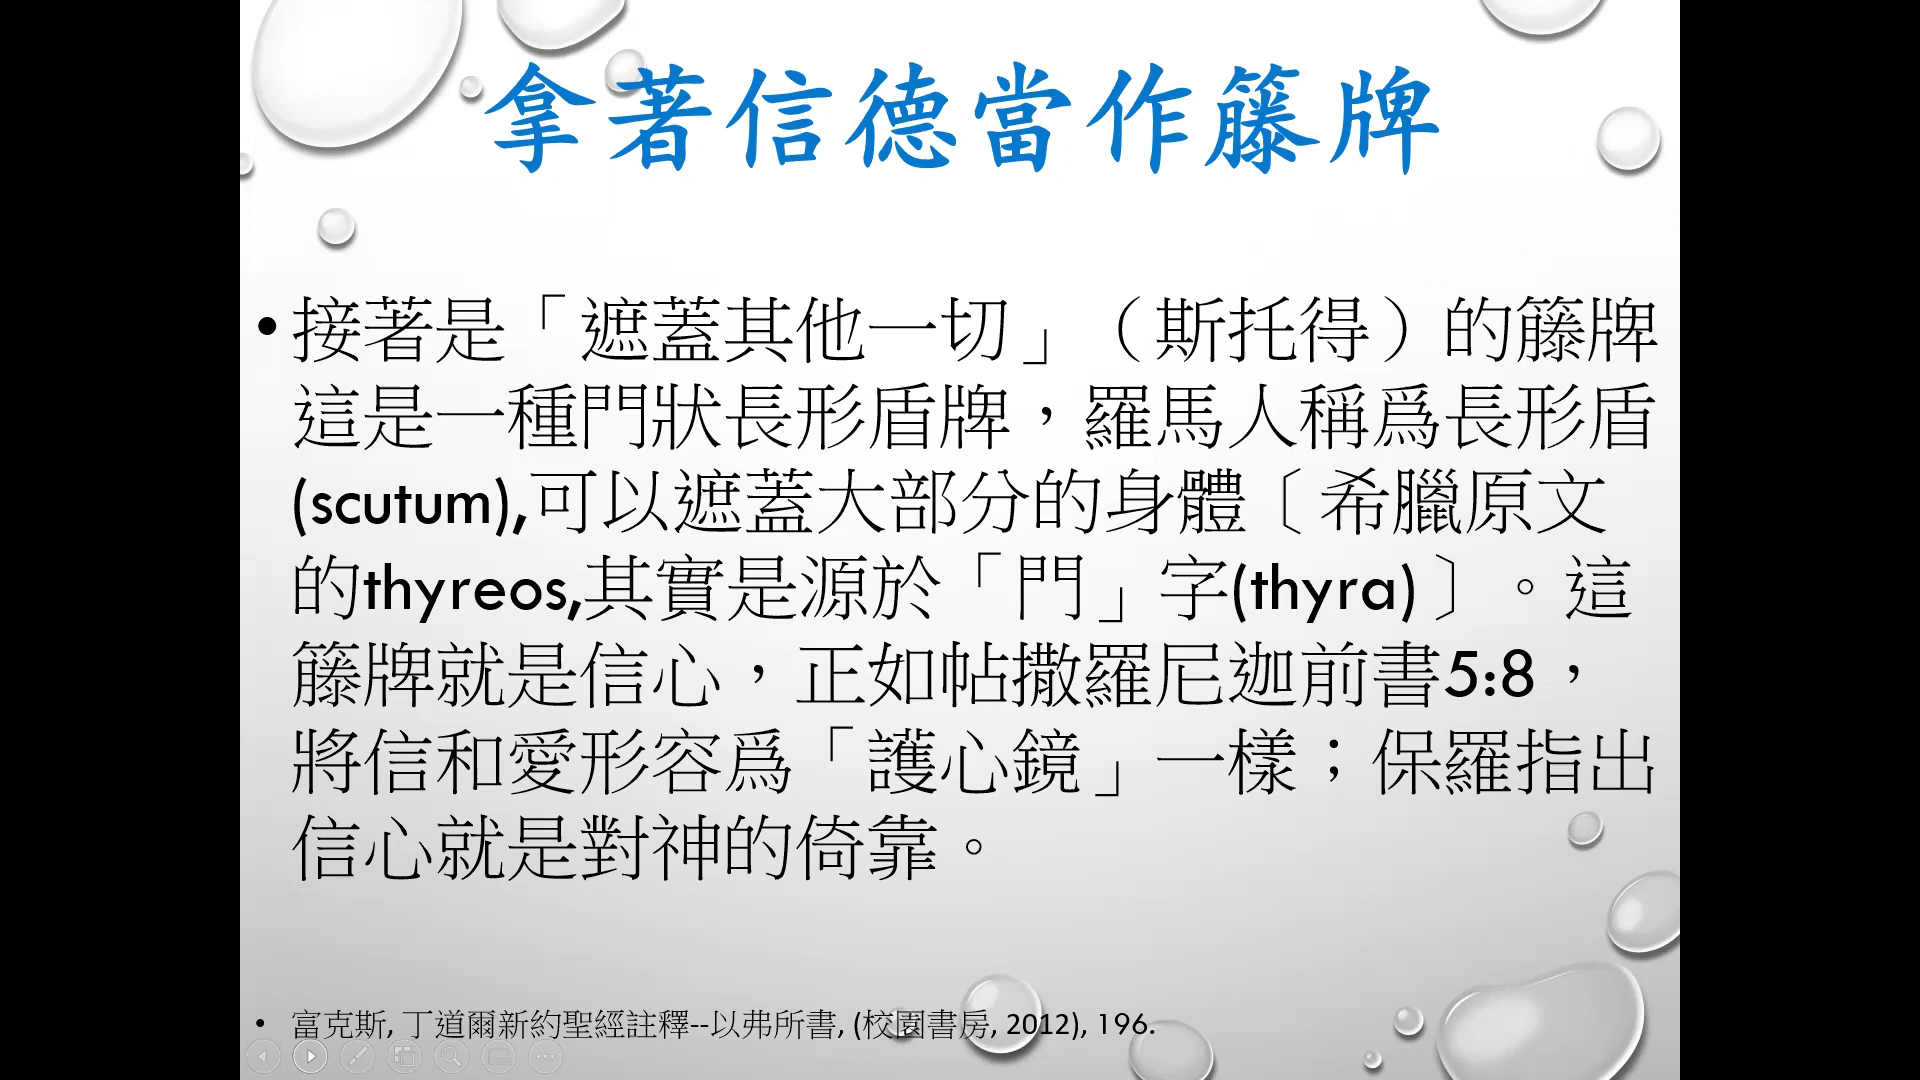 拿著信德當作籐牌
•接著是「遮蓋其他一切」（斯托得）的籐牌
這是一種門狀長形盾牌，羅馬人稱爲長形盾
(scutum),可以遮蓋大部分的身體〔希臘原文
的thyreos,其實是源於「門」字(thyra)〕。這
籐牌就是信心，正如帖撒羅尼迦前書5:8，
將信和愛形容爲「護心鏡」一樣；保羅指出
信心就是對神的倚靠。
• 富克斯, 丁道爾新約聖經註釋--以弗所書, (校園書房, 2012), 196.